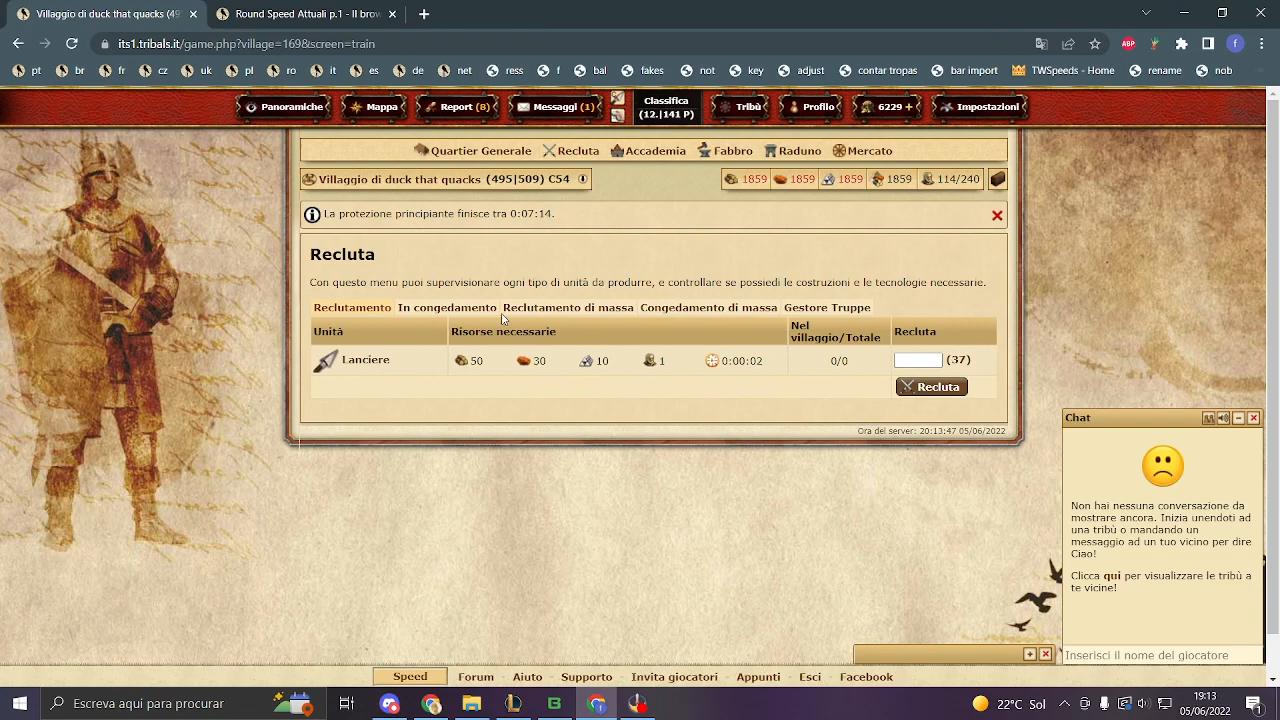 Villaggio di duck that quacks (49
Round Speed Attuali p.1 - Il brow
its1.tribals.it/game.php?village=1698screen=train
pt
br
fr
cz
uk
pl
de
f
bal
notes
not
key
adjust
contar
bar import
TWSpeeds – Home
rename
nob
Panoramiche
Mappa
Report (8)
Messaggi (1)
Classifica
(12.|141 P)
Tribù
Profilo
6229 +
Impostazioni
Quartier Generale
Recluta
Accademia
Fabbro
Raduno
Mercato
Villaggio di duck that quacks (495|509) C54
1859
1859
1859
1859
114/240
La protezione principiante finisce tra 0:07:14.
Recluta
Con questo menu puoi supervisionare ogni tipo di unità da produrre, e controllare se possiedi le costruzioni e le tecnologie necessarie.
Reclutamento
In congedamento
Reclutamento di massa
Congedamento di massa
Gestore Truppe
Unità
Risorse necessarie
Nel
villaggio/Totale
Recluta
Lanciere
50
30
10
1
0:00:02
0/0
(37)
Recluta
Ora del server: 20:13:47 05/06/2022
Chat
Non hai nessuna conversazione da
mostrare ancora. Inizia unendoti ad
una tribù o mandando un
messaggio ad un tuo vicino per dire
Ciao!
Clicca qui per visualizzare le tribù a
te vicine!
Inserisci il nome del giocatore
Speed
Forum
Aiuto
Supporto
Invita giocatori
Appunti
Esci
Facebook
Escreva aqui para procurar
22°C Sol
19:13
05/06/2022